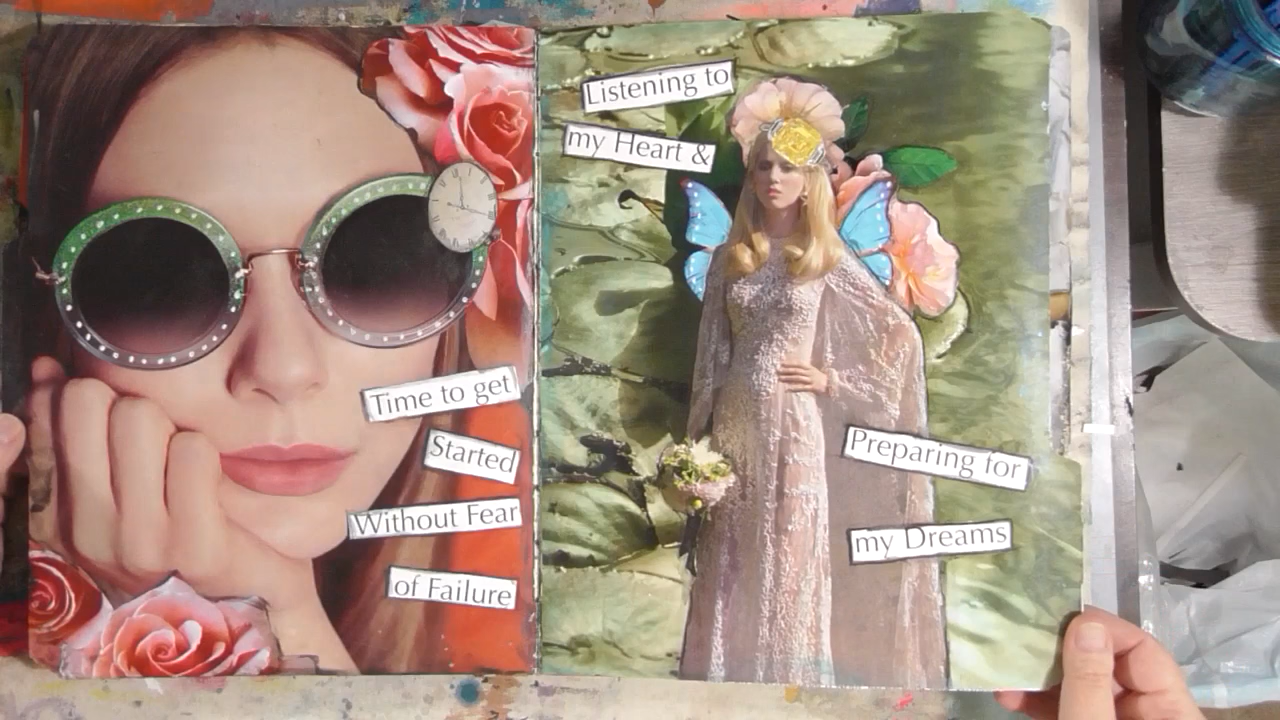 Time to get
Started
Without Fear
of Failure
Listening to
my Heart &
Preparing for
my Dreams